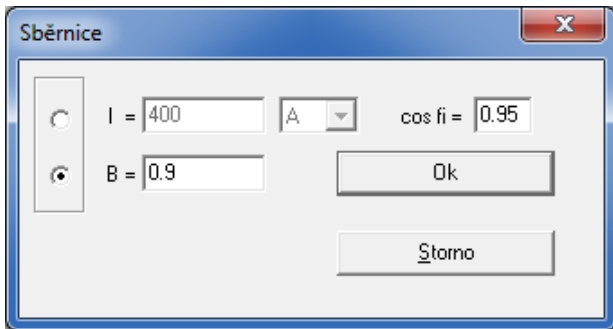 Sběrnice
I = 400 A cos fi = 0.95
B = 0.9 Ok
Storno